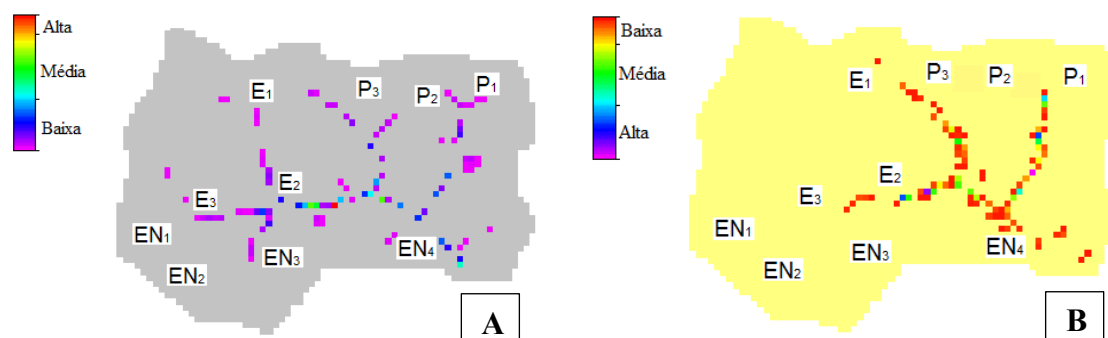 Alta
Média
Baixa
E1
P3
P2
P1
E2
E3
EN1
EN2
EN3
EN4
A
Baixa
Média
Alta
E1
P3
P2
P1
E2
E3
EN1
EN2
EN3
EN4
B